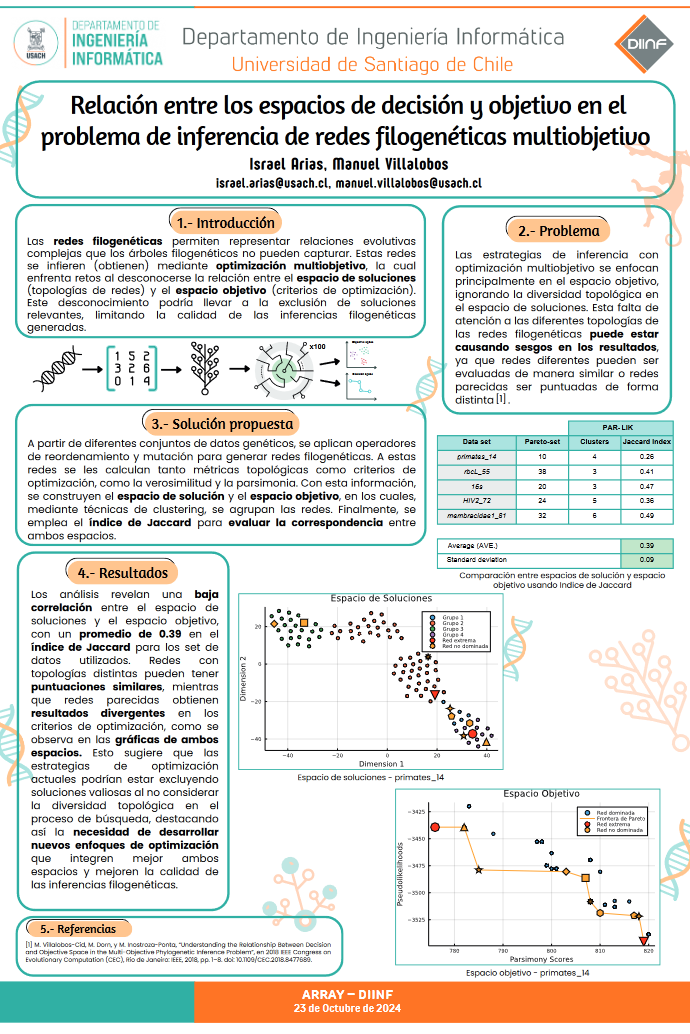 DEPARTAMENTO DE
INGENIERÍA
INFORMÁTICA
USACH
Departamento de Ingeniería Informática
Universidad de Santiago de Chile
DIINF
Relación entre los espacios de decisión y objetivo en el
problema de inferencia de redes filogenéticas multiobjetivo
Israel Arias, Manuel Villalobos
israel.arias@usach.cl, manuel.villalobos@usach.cl
1.- Introducción
Las redes filogenéticas permiten representar relaciones evolutivas
complejas que los árboles filogenéticos no pueden capturar. Estas redes
se infieren (obtienen) mediante optimización multiobjetivo, la cual
enfrenta retos al desconocerse la relación entre el espacio de soluciones
(topologías de redes) y el espacio objetivo (criterios de optimización).
Este desconocimiento podría llevar a la exclusión de soluciones
relevantes, limitando la calidad de las inferencias filogenéticas
generadas.
2.- Problema
Las estrategias de inferencia con
optimización multiobjetivo se enfocan
principalmente en el espacio objetivo,
ignorando la diversidad topológica en
el espacio de soluciones. Esta falta de
atención a las diferentes topologías de
las redes filogenéticas puede estar
causando sesgos en los resultados,
ya que redes diferentes pueden ser
evaluadas de manera similar o redes
parecidas ser puntuadas de forma
distinta [1] .
1 5 2
3 2 6
0 1 4
x100
3.- Solución propuesta
A partir de diferentes conjuntos de datos genéticos, se aplican operadores
de reordenamiento y mutación para generar redes filogenéticas. A estas
redes se les calculan tanto métricas topológicas como criterios de
optimización, como la verosimilitud y la parsimonia. Con esta información,
se construyen el espacio de solución y el espacio objetivo, en los cuales,
mediante técnicas de clustering, se agrupan las redes. Finalmente, se
emplea el índice de Jaccard para evaluar la correspondencia entre
ambos espacios.
PAR- LIK
Data set Pareto-set Clusters Jaccard Index
primates_14 10 4 0.26
rbcL_55 38 3 0.41
16s 20 3 0.47
HIV2_72 24 5 0.36
membracidae1_81 32 6 0.49
Average (AVE.) 0.39
Standard deviation 0.09
Comparación entre espacios de solución y espacio
objetivo usando Indice de Jaccard
4.- Resultados
Los análisis revelan una baja
correlación entre el espacio de
soluciones y el espacio objetivo,
con un promedio de 0.39 en el
índice de Jaccard para los set de
datos utilizados. Redes con
topologías distintas pueden tener
puntuaciones similares, mientras
que redes parecidas obtienen
resultados divergentes en los
criterios de optimización, como se
observa en las gráficas de ambos
espacios. Esto sugiere que las
estrategias de optimización
actuales podrían estar excluyendo
soluciones valiosas al no considerar
la diversidad topológica en el
proceso de búsqueda, destacando
así la necesidad de desarrollar
nuevos enfoques de optimización
que integren mejor ambos
espacios y mejoren la calidad de
las inferencias filogenéticas.
Espacio de Soluciones
Grupo 1
Grupo 2
Grupo 3
Grupo 4
Red extrema
Red no dominada
Dimension 2
20
0
−20
−40
−40 −20 0 20 40
Dimension 1
Espacio de soluciones - primates_14
Espacio Objetivo
Red dominada
Frontera de Pareto
Red extrema
Red no dominada
Pseudolikelihoods
−3425
−3450
−3475
−3500
−3525
780 790 800 810 820
Parsimony Scores
Espacio objetivo - primates_14
5.- Referencias
[1] M. Villalobos-Cid, M. Dorn, y M. Inostroza-Ponta, "Understanding the Relationship Between Decision
and Objective Space in the Multi-Objective Phylogenetic Inference Problem", en 2018 IEEE Congress on
Evolutionary Computation (CEC), Rio de Janeiro: IEEE, 2018, pp. 1–8. doi: 10.1109/CEC.2018.8477689.
ARRAY – DIINF
23 de Octubre de 2024